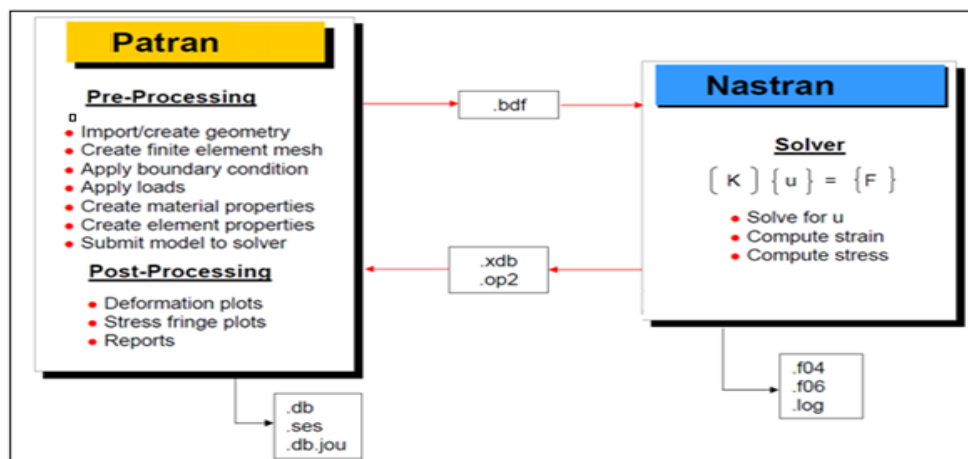 Patran
Pre-Processing
Import/create geometry
Create finite element mesh
Apply boundary condition
Apply loads
Create material properties
Create element properties
Submit model to solver
Post-Processing
Deformation plots
Stress fringe plots
Reports
.db
.ses
.db.jou
.bdf
.xdb
.op2
Nastran
Solver
[ K ] { u } = { F }
Solve for u
Compute strain
Compute stress
.f04
.f06
.log